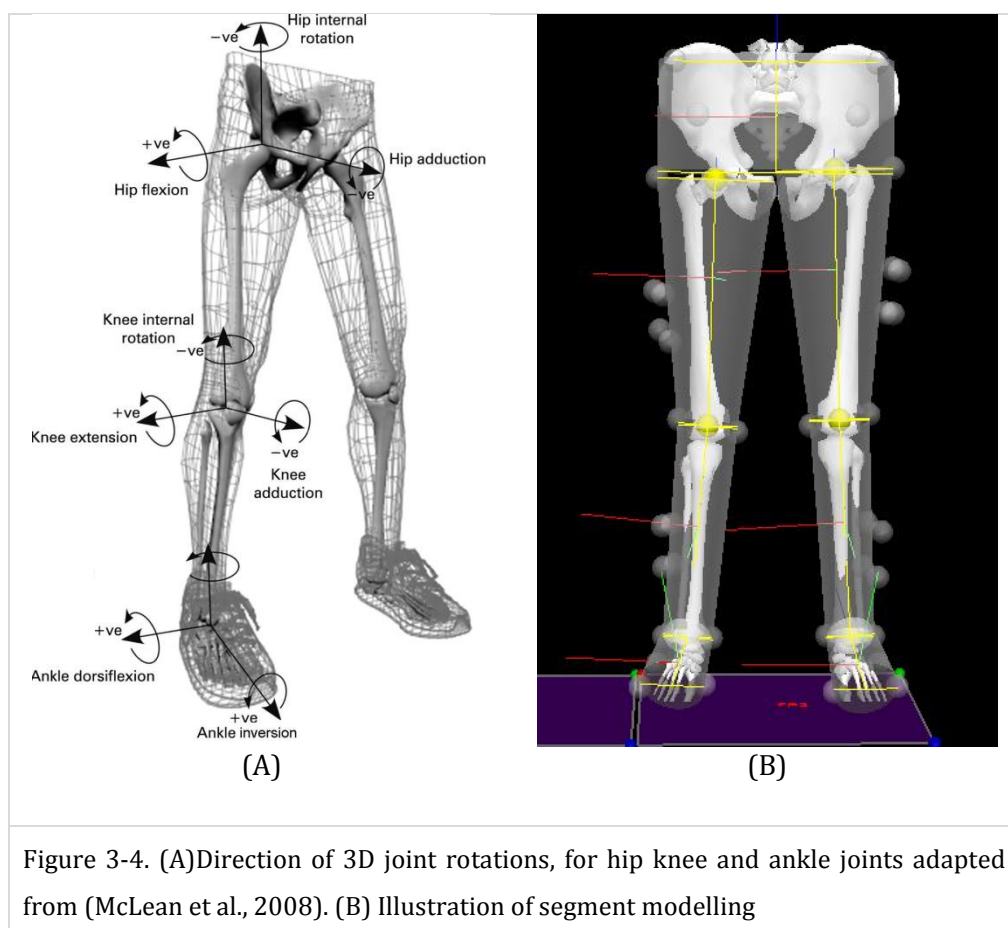 Hip internal
rotation
−ve
+ve
Hip flexion
Hip adduction
−ve
Knee internal
rotation
−ve
+ve
Knee extension
−ve
Knee
adduction
+ve
Ankle dorsiflexion
+ve
Ankle inversion
(A)
(B)
Figure 3-4. (A)Direction of 3D joint rotations, for hip knee and ankle joints adapted
from (McLean et al., 2008). (B) Illustration of segment modelling